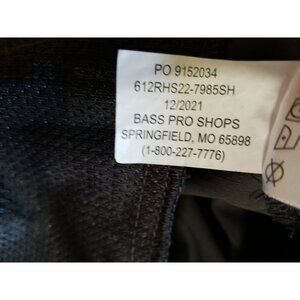 PO 9152034
612RHS22-7985SH
12/2021
BASS PRO SHOPS
SPRINGFIELD, MO 65898
(1-800-227-7776)